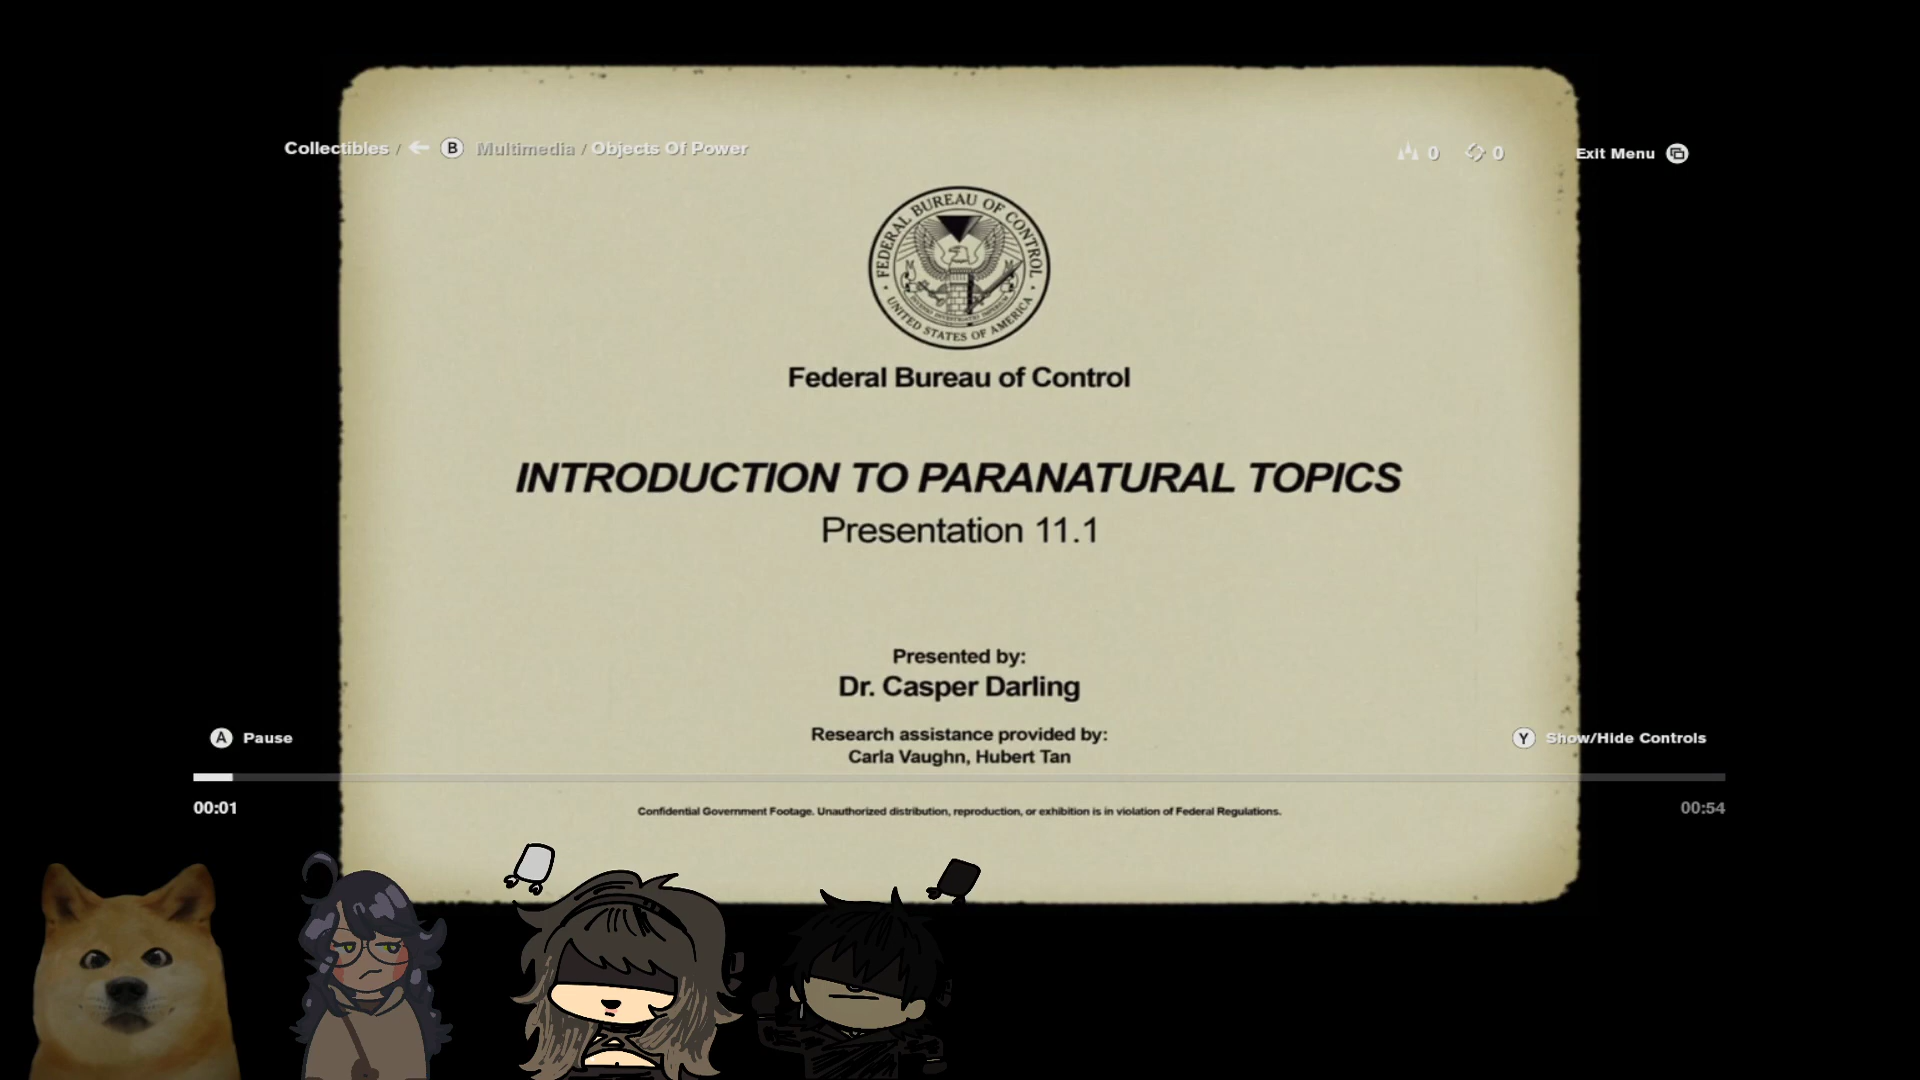 Collectibles / B Multimedia / Objects Of Power
0 0 Exit Menu
FEDERAL BUREAU OF CONTROL
UNITED STATES OF AMERICA
Federal Bureau of Control
INTRODUCTION TO PARANATURAL TOPICS
Presentation 11.1
Presented by:
Dr. Casper Darling
Research assistance provided by:
Carla Vaughn, Hubert Tan
A Pause
Y Show/Hide Controls
00:01
00:54
Confidential Government Footage. Unauthorized distribution, reproduction, or exhibition is in violation of Federal Regulations.